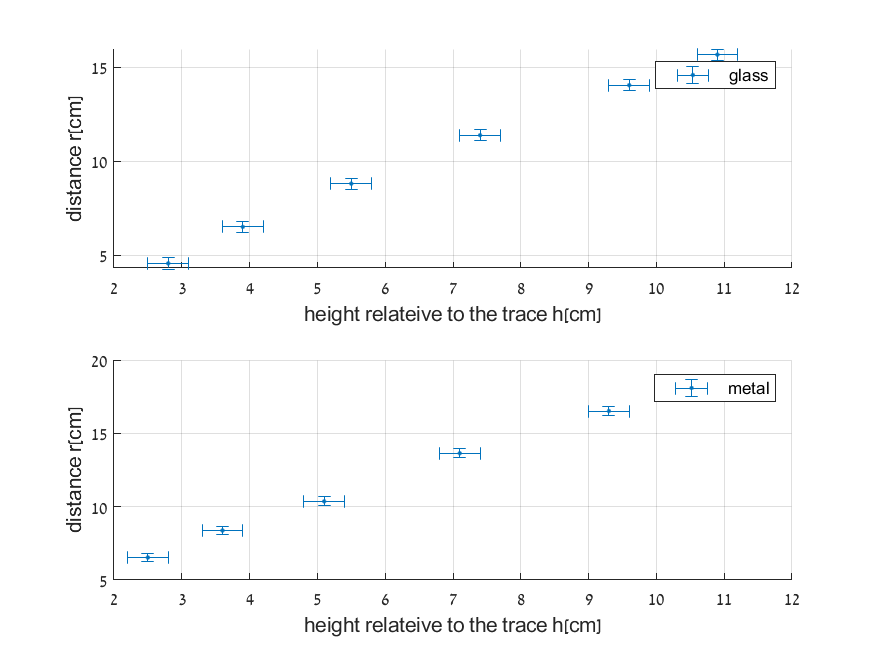 distance r[cm]
15
10
5
glass
2 3 4 5 6 7 8 9 10 11 12
height relateive to the trace h[cm]
distance r[cm]
20
15
10
5
metal
2 3 4 5 6 7 8 9 10 11 12
height relateive to the trace h[cm]